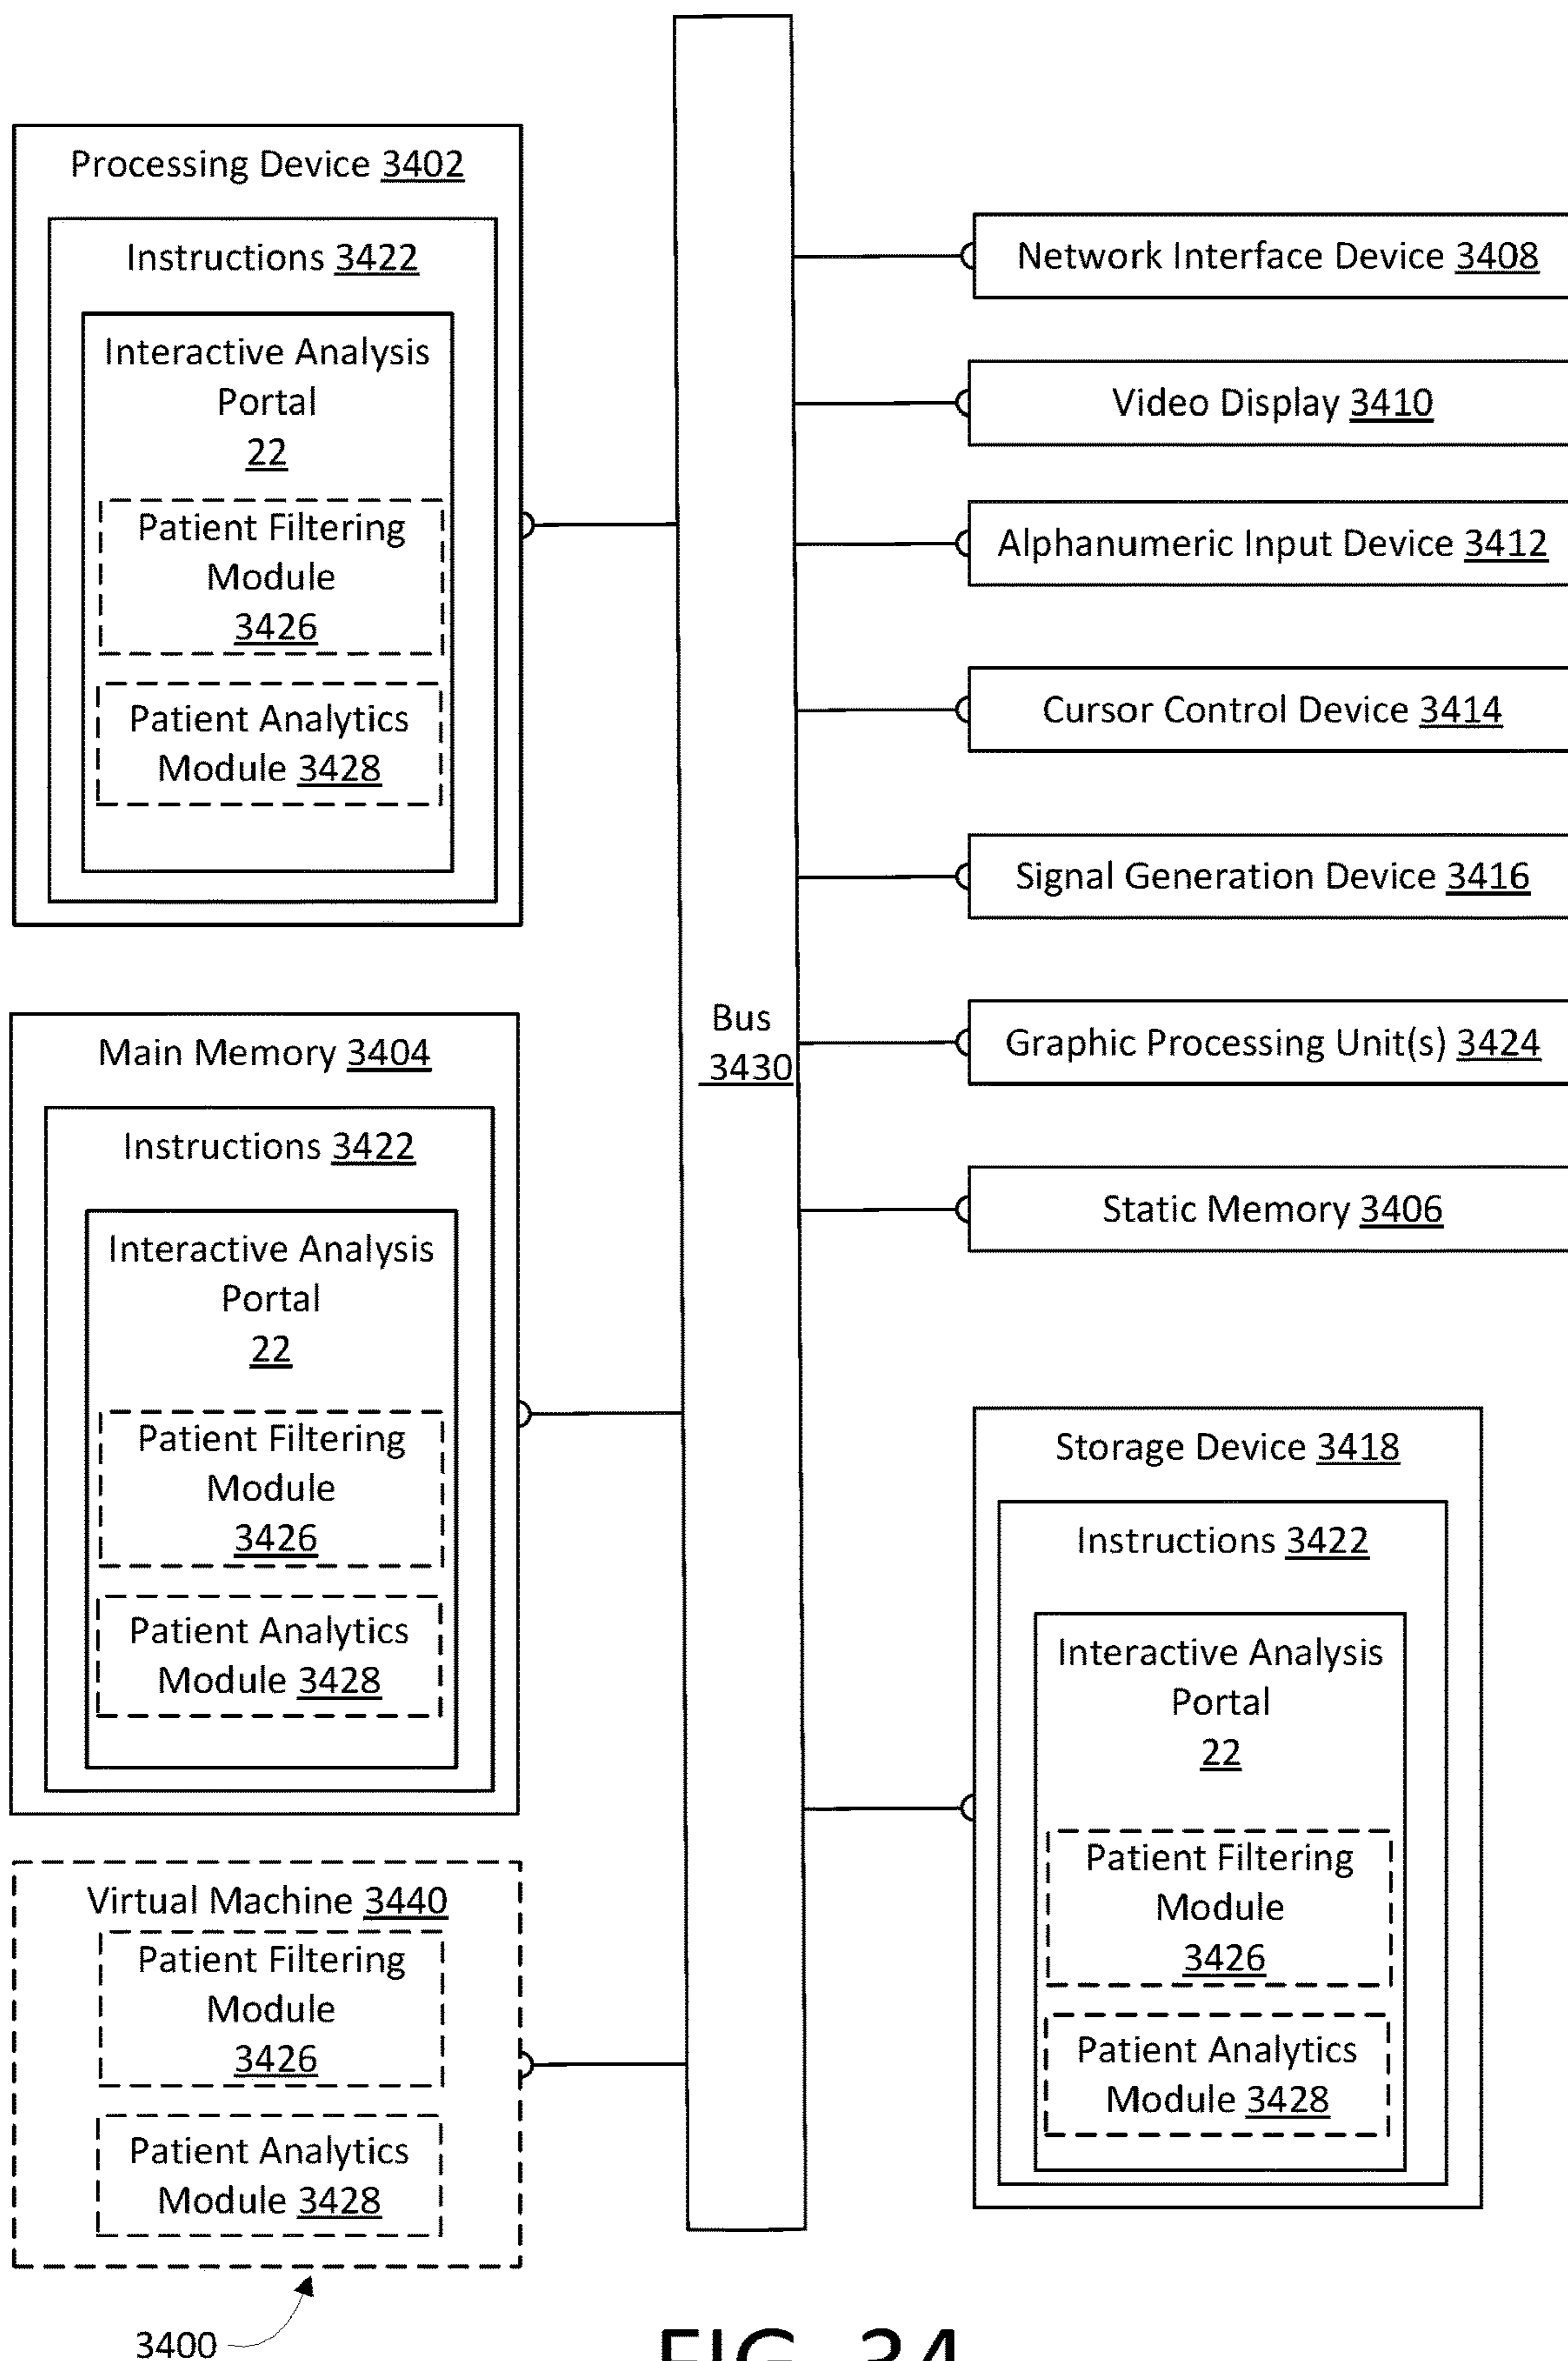 Processing Device 3402
Instructions 3422
Interactive Analysis
Portal
22
Patient Filtering
Module
3426
Patient Analytics
Module 3428
Main Memory 3404
Instructions 3422
Interactive Analysis
Portal
22
Patient Filtering
Module
3426
Patient Analytics
Module 3428
Virtual Machine 3440
Patient Filtering
Module
3426
Patient Analytics
Module 3428
3400
Bus
3430
Network Interface Device 3408
Video Display 3410
Alphanumeric Input Device 3412
Cursor Control Device 3414
Signal Generation Device 3416
Graphic Processing Unit(s) 3424
Static Memory 3406
Storage Device 3418
Instructions 3422
Interactive Analysis
Portal
22
Patient Filtering
Module
3426
Patient Analytics
Module 3428
FIG. 34